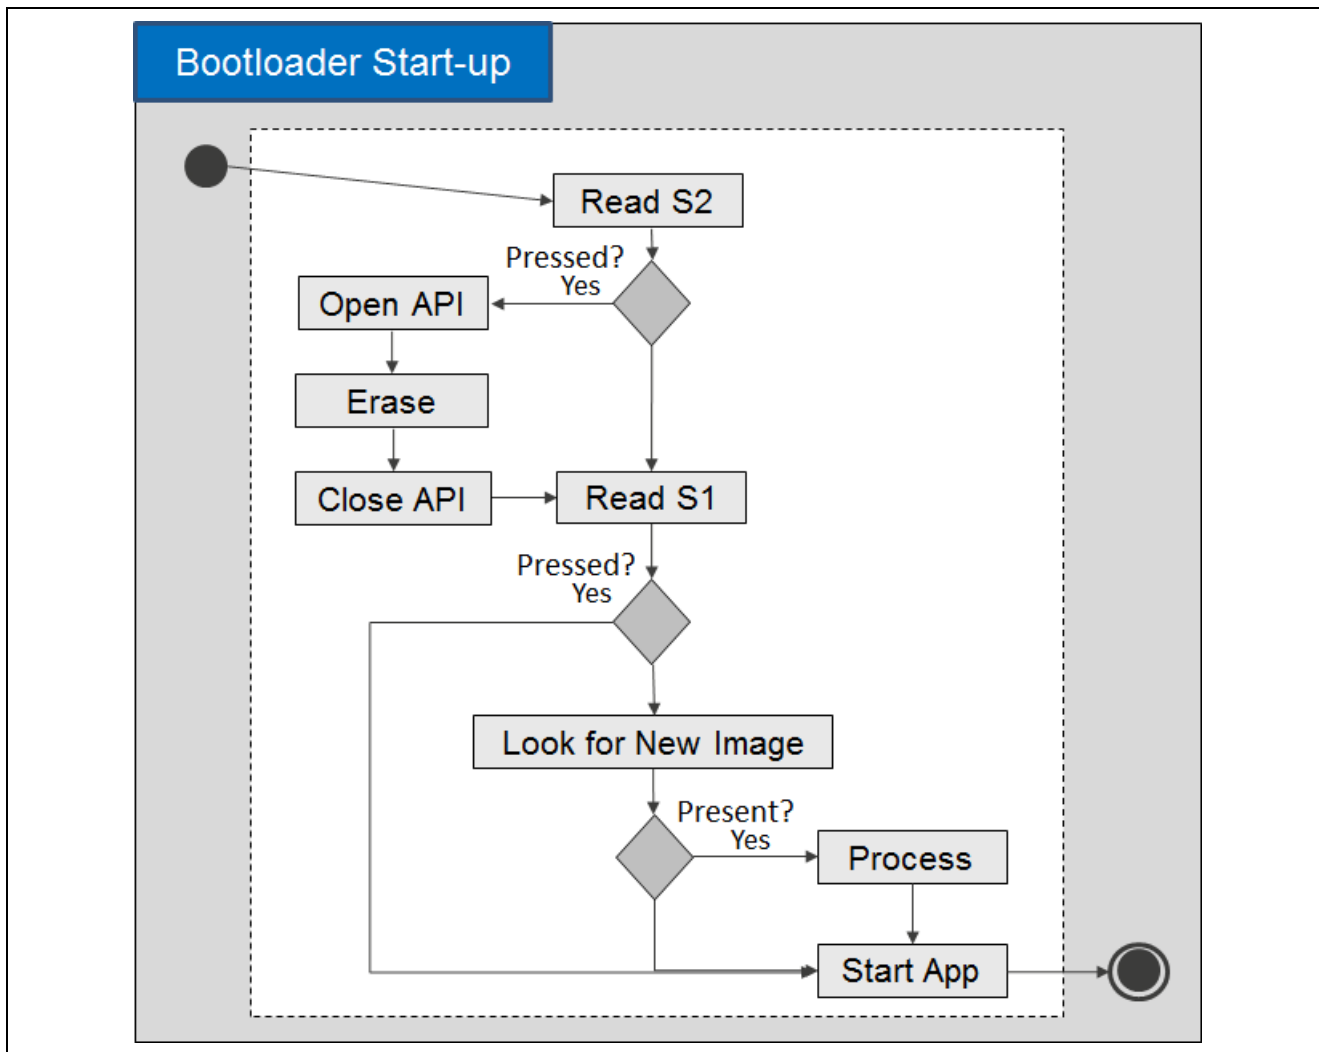 Bootloader Start-up
Read S2
Pressed?
Yes
Open API
Erase
Close API
Read S1
Pressed?
Yes
Look for New Image
Present?
Yes
Process
Start App